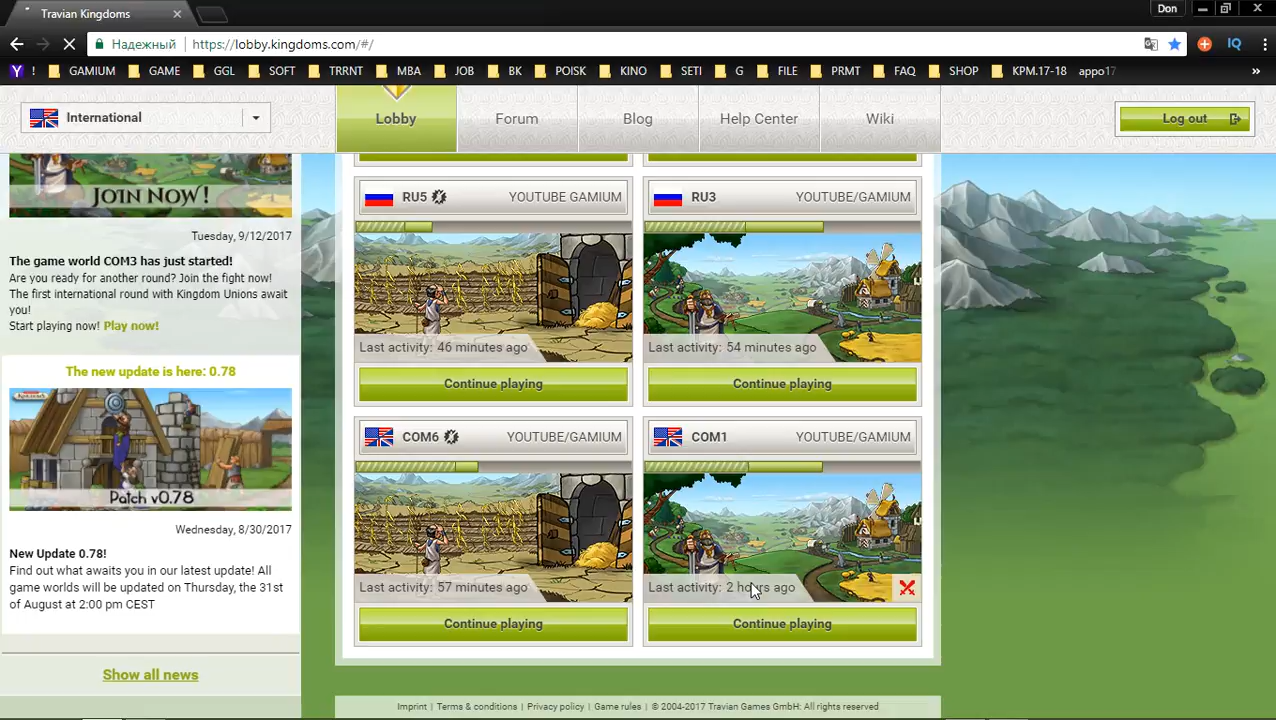 Travian Kingdoms
Don
Надежный
https://lobby.kingdoms.com/#/
IQ
Y !
GAMIUM
GAME
GGL
SOFT
TRRNT
MBA
JOB
BK
POISK
KINO
SETI
G
FILE
PRMT
FAQ
SHOP
KPM.17-18
appo17
»
International
Lobby
Forum
Blog
Help Center
Wiki
Log out
JOIN NOW!
Tuesday, 9/12/2017
The game world COM3 has just started!
Are you ready for another round? Join the fight now!
The first international round with Kingdom Unions await
you!
Start playing now! Play now!
The new update is here: 0.78
Patch v0.78
Wednesday, 8/30/2017
New Update 0.78!
Find out what awaits you in our latest update! All
game worlds will be updated on Thursday, the 31st
of August at 2:00 pm CEST
Show all news
RU5 YOUTUBE GAMIUM
Last activity: 46 minutes ago
Continue playing
RU3 YOUTUBE/GAMIUM
Last activity: 54 minutes ago
Continue playing
COM6 YOUTUBE/GAMIUM
Last activity: 57 minutes ago
Continue playing
COM1 YOUTUBE/GAMIUM
Last activity: 2 hours ago
Continue playing
Imprint | Terms & conditions | Privacy policy | Game rules | © 2004-2017 Travian Games GmbH: All rights reserved